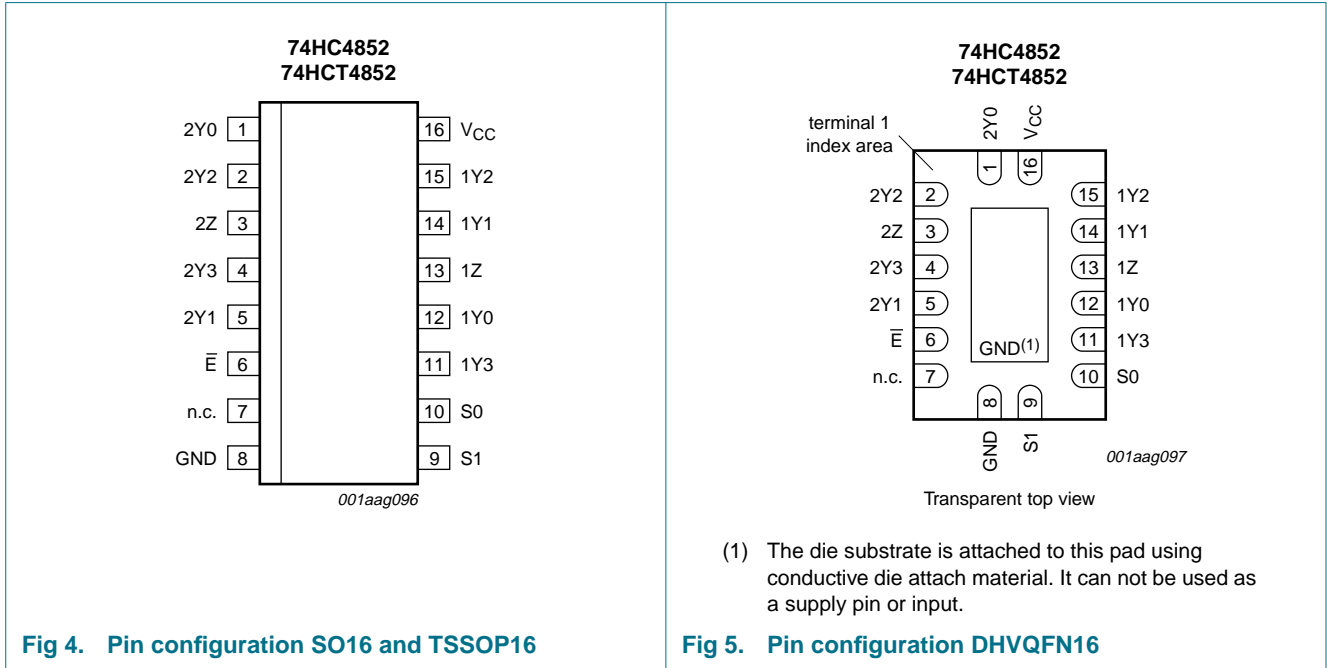 74HC4852
74HCT4852
2Y0 1
16 VCC
2Y2 2
15 1Y2
2Z 3
14 1Y1
2Y3 4
13 1Z
2Y1 5
12 1Y0
E̅ 6
11 1Y3
n.c. 7
10 S0
GND 8
9 S1
001aag096
Fig 4. Pin configuration SO16 and TSSOP16
74HC4852
74HCT4852
terminal 1
index area
2Y0
VCC
1
16
2Y2 2
15 1Y2
2Z 3
14 1Y1
2Y3 4
13 1Z
2Y1 5
12 1Y0
E̅ 6
11 1Y3
GND(1)
n.c. 7
10 S0
8
9
GND
S1
001aag097
Transparent top view
(1) The die substrate is attached to this pad using
conductive die attach material. It can not be used as
a supply pin or input.
Fig 5. Pin configuration DHVQFN16